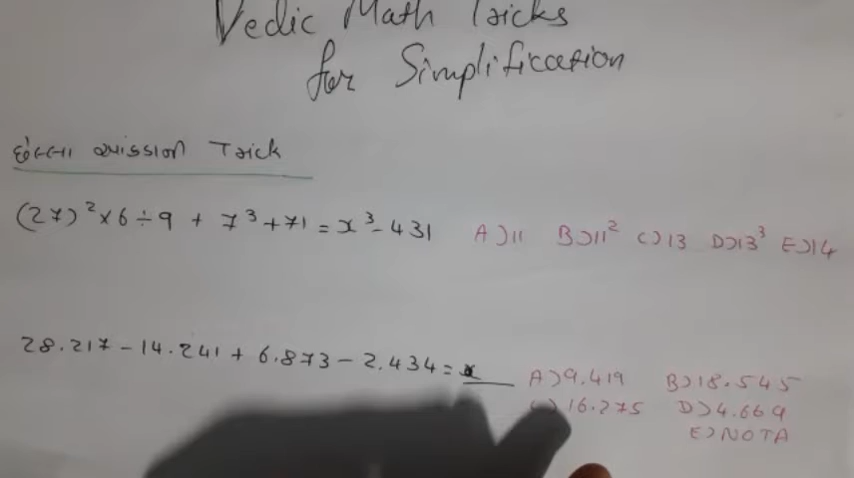 Vedic Math Tricks
for Simplification
છેલ્લા અmission Trick
(27)²×6÷9 + 7³+71 = x³-431 A)11 B)11² C)13 D)13³ E)14
28.217-14.241+6.873-2.434= A)9.419 B)18.545
16.275 D)4.669
E)NOTA